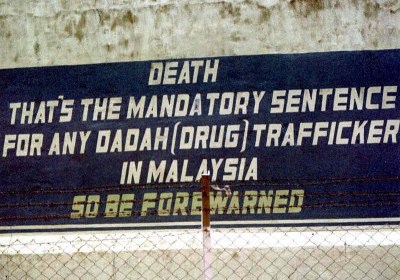 DEATH
THAT'S THE MANDATORY SENTENCE
FOR ANY DADAH (DRUG) TRAFFICKER
IN MALAYSIA
SO BE FOREWARNED